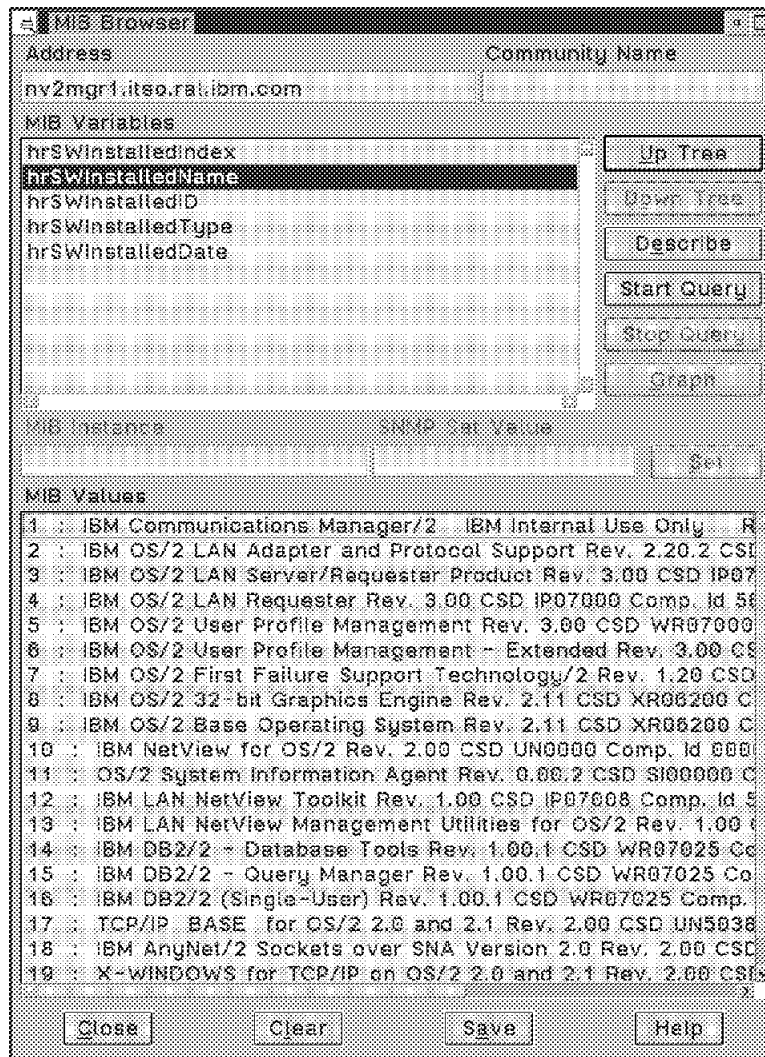 MIB Browser
Address Community Name
nv2mgr1.itso.ral.ibm.com
MIB Variables
hrSWInstalledIndex
hrSWInstalledName
hrSWInstalledID
hrSWInstalledType
hrSWInstalledDate
Up Tree
Down Tree
Describe
Start Query
Stop Query
Graph
MIB Instance SNMP Set Value
Set
MIB Values
1 : IBM Communications Manager/2 IBM Internal Use Only R
2 : IBM OS/2 LAN Adapter and Protocol Support Rev. 2.20.2 CSD
3 : IBM OS/2 LAN Server/Requester Product Rev. 3.00 CSD IP07
4 : IBM OS/2 LAN Requester Rev. 3.00 CSD IP07000 Comp. Id 56
5 : IBM OS/2 User Profile Management Rev. 3.00 CSD WR07000
6 : IBM OS/2 User Profile Management - Extended Rev. 3.00 CS
7 : IBM OS/2 First Failure Support Technology/2 Rev. 1.20 CSD
8 : IBM OS/2 32-bit Graphics Engine Rev. 2.11 CSD XR06200 C
9 : IBM OS/2 Base Operating System Rev. 2.11 CSD XR06200 C
10 : IBM NetView for OS/2 Rev. 2.00 CSD UN0000 Comp. Id
11 : OS/2 System Information Agent Rev. 0.00.2 CSD SI00000 C
12 : IBM LAN NetView Toolkit Rev. 1.00 CSD IP07008 Comp. Id 5
13 : IBM LAN NetView Management Utilities for OS/2 Rev. 1.00
14 : IBM DB2/2 - Database Tools Rev. 1.00.1 CSD WR07025 Co
15 : IBM DB2/2 - Query Manager Rev. 1.00.1 CSD WR07025 Co
16 : IBM DB2/2 (Single-User) Rev. 1.00.1 CSD WR07025 Comp.
17 : TCP/IP BASE for OS/2 2.0 and 2.1 Rev. 2.00 CSD UN5038
18 : IBM AnyNet/2 Sockets over SNA Version 2.0 Rev. 2.00 CSD
19 : X-WINDOWS for TCP/IP on OS/2 2.0 and 2.1 Rev. 2.00 CSD
Close Clear Save Help